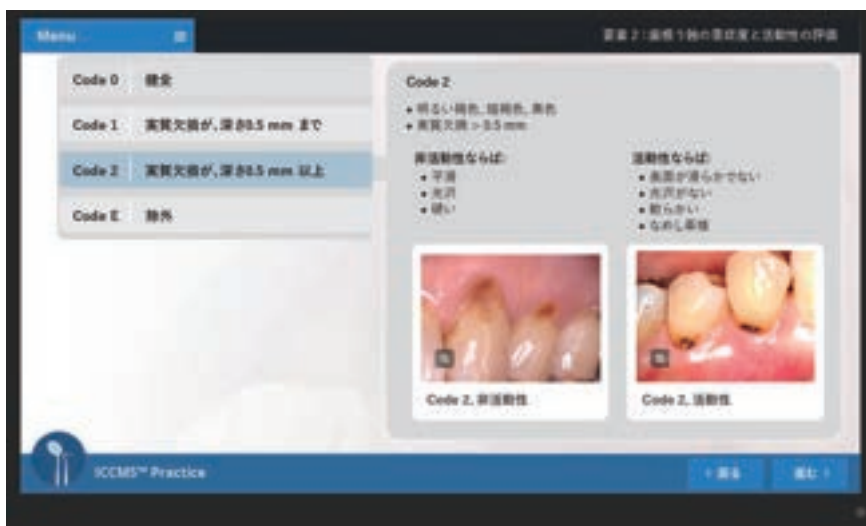 Menu
要素2:歯根う蝕の重症度と活動性の評価
Code 0 健全
Code 1 実質欠損が、深さ0.5 mm まで
Code 2 実質欠損が、深さ0.5 mm 以上
Code E 除外
Code 2
• 明るい褐色、暗褐色、黒色
• 実質欠損 > 0.5 mm
非活動性ならば:
• 平滑
• 光沢
• 硬い
活動性ならば:
• 表面が滑らかでない
• 光沢がない
• 軟らかい
• なめし革様
Code 2、非活動性
Code 2、活動性
ICCMS™ Practice
戻る
進む